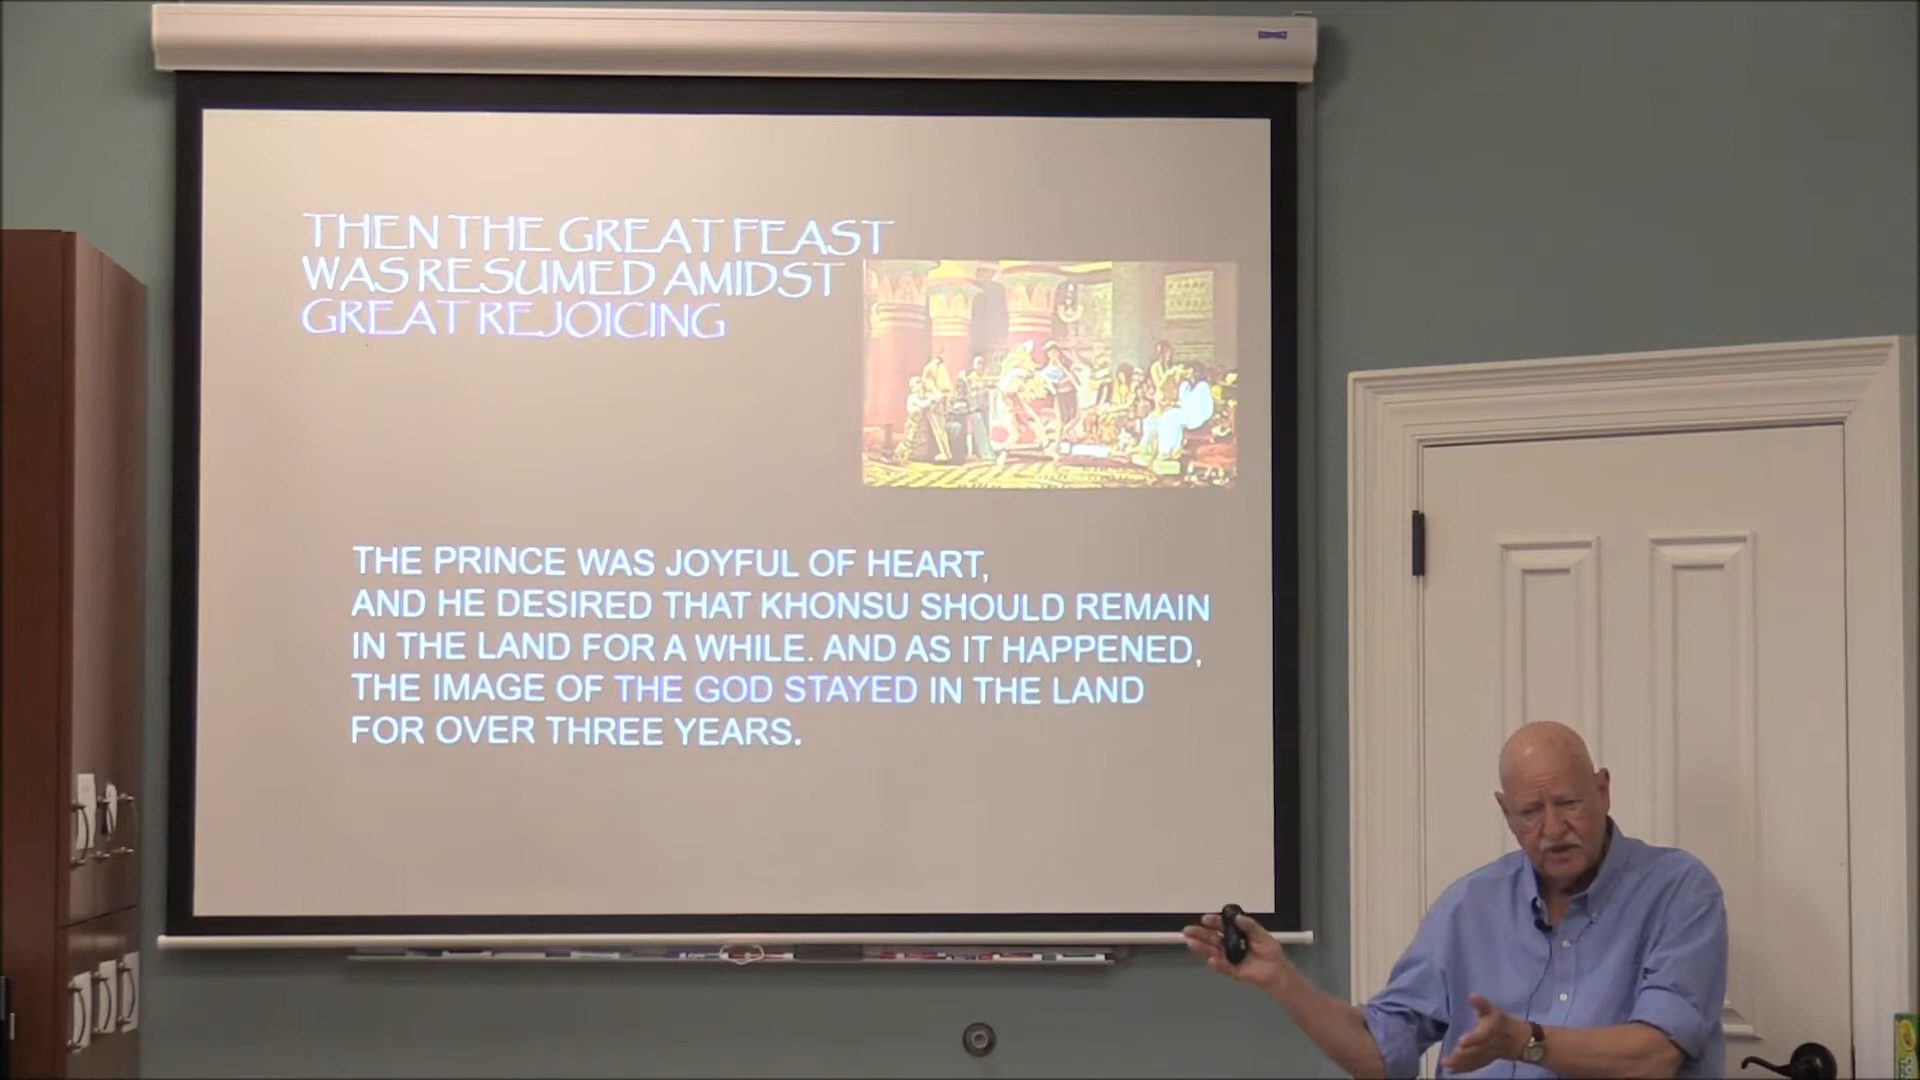 THEN THE GREAT FEAST
WAS RESUMED AMIDST
GREAT REJOICING
THE PRINCE WAS JOYFUL OF HEART,
AND HE DESIRED THAT KHONSU SHOULD REMAIN
IN THE LAND FOR A WHILE. AND AS IT HAPPENED,
THE IMAGE OF THE GOD STAYED IN THE LAND
FOR OVER THREE YEARS.